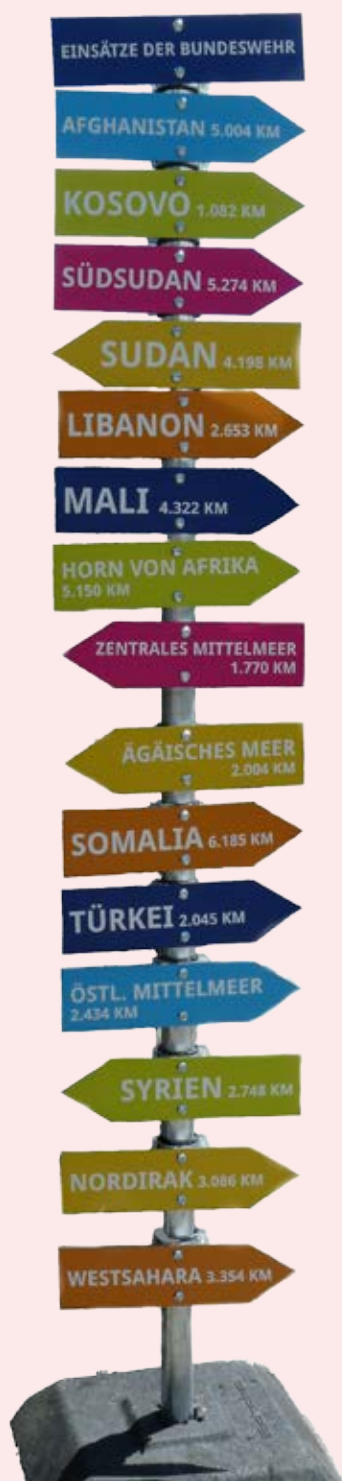 EINSÄTZE DER BUNDESWEHR
AFGHANISTAN 5.004 KM
KOSOVO 1.082 KM
SÜDSUDAN 5.274 KM
SUDAN 4.198 KM
LIBANON 2.653 KM
MALI 4.322 KM
HORN VON AFRIKA
5.150 KM
ZENTRALES MITTELMEER
1.770 KM
ÄGÄISCHES MEER
2.004 KM
SOMALIA 6.185 KM
TÜRKEI 2.045 KM
ÖSTL. MITTELMEER
2.434 KM
SYRIEN 2.748 KM
NORDIRAK 3.086 KM
WESTSAHARA 3.354 KM